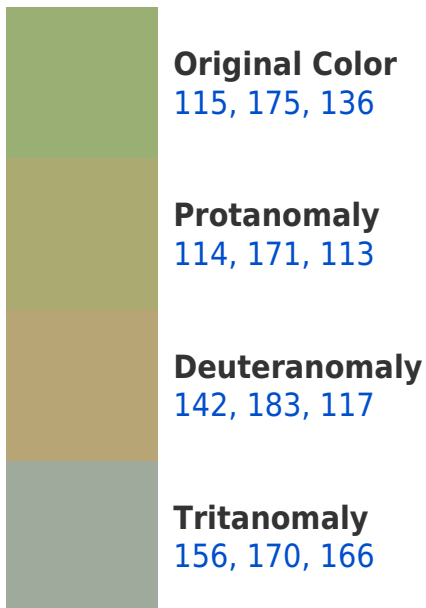 Original Color
115, 175, 136
Protanomaly
114, 171, 113
Deuteranomaly
142, 183, 117
Tritanomaly
156, 170, 166